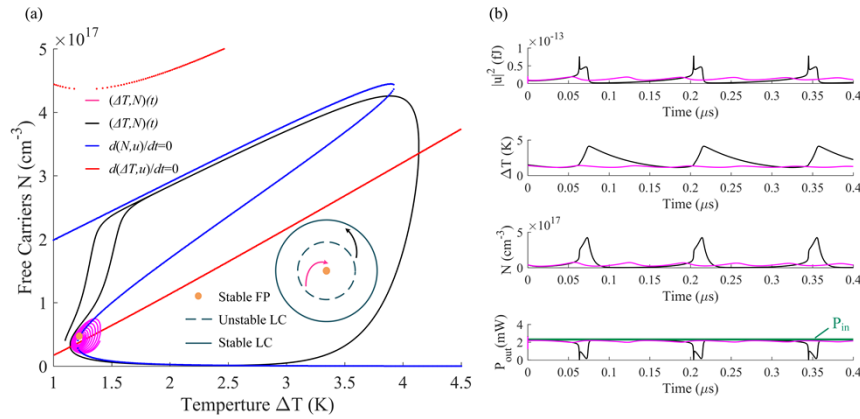 (a)
×10^17
5
4
3
2
1
0
Free Carriers N (cm^-3)
(ΔT,N)(t)
(ΔT,N)(t)
d(N,u)/dt=0
d(ΔT,u)/dt=0
Stable FP
Unstable LC
Stable LC
1 1.5 2 2.5 3 3.5 4 4.5
Temperture ΔT (K)
(b)
×10^-13
|u|^2 (fJ)
1
0.5
0
0 0.05 0.1 0.15 0.2 0.25 0.3 0.35 0.4
Time (μs)
ΔT (K)
5
0
0 0.05 0.1 0.15 0.2 0.25 0.3 0.35 0.4
Time (μs)
×10^17
N (cm^-3)
5
0
0 0.05 0.1 0.15 0.2 0.25 0.3 0.35 0.4
Time (μs)
P_out (mW)
4
2
0
P_in
0 0.05 0.1 0.15 0.2 0.25 0.3 0.35 0.4
Time (μs)